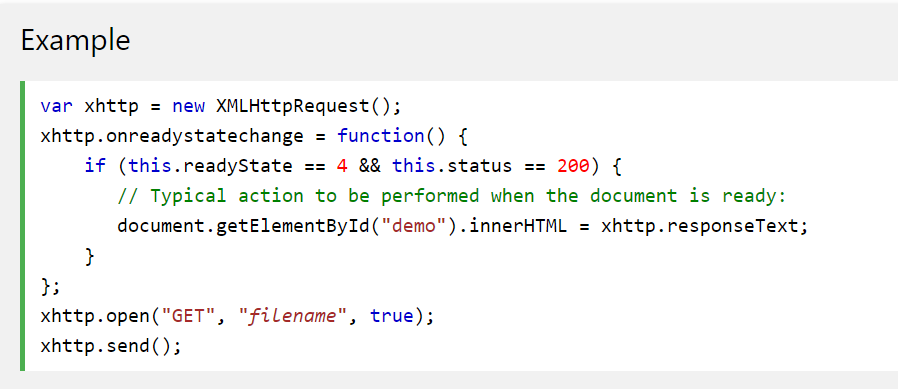 Example
var xhttp = new XMLHttpRequest();
xhttp.onreadystatechange = function() {
    if (this.readyState == 4 && this.status == 200) {
       // Typical action to be performed when the document is ready:
       document.getElementById("demo").innerHTML = xhttp.responseText;
    }
};
xhttp.open("GET", "filename", true);
xhttp.send();